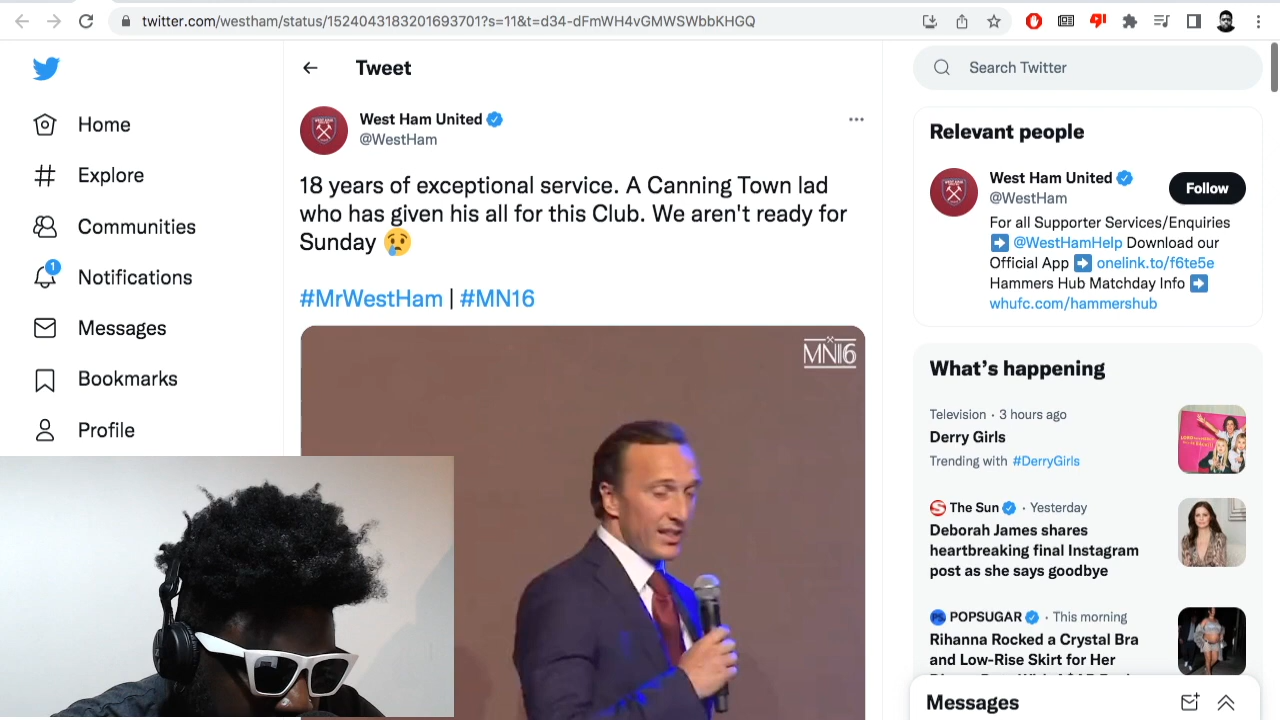 twitter.com/westham/status/1524043183201693701?s=11&t=d34-dFmWH4vGMWSWbbKHGQ
Home
Explore
Communities
1
Notifications
Messages
Bookmarks
Profile
Tweet
West Ham United
@WestHam
18 years of exceptional service. A Canning Town lad
who has given his all for this Club. We aren't ready for
Sunday 😢
#MrWestHam | #MN16
MN16
Search Twitter
Relevant people
West Ham United
@WestHam
Follow
For all Supporter Services/Enquiries
➡️ @WestHamHelp Download our
Official App ➡️ onelink.to/f6te5e
Hammers Hub Matchday Info ➡️
whufc.com/hammershub
What's happening
Television · 3 hours ago
Derry Girls
Trending with #DerryGirls
The Sun · Yesterday
Deborah James shares
heartbreaking final Instagram
post as she says goodbye
POPSUGAR · This morning
Rihanna Rocked a Crystal Bra
and Low-Rise Skirt for Her
Messages